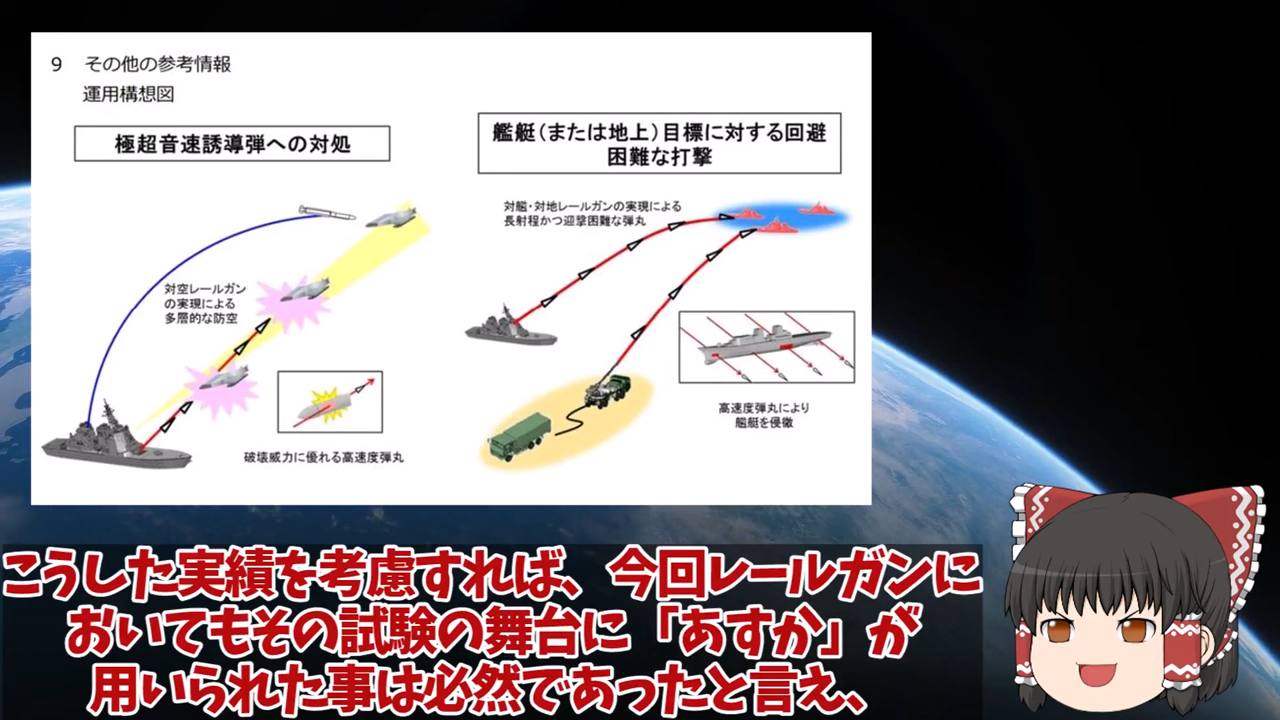 9 その他の参考情報
運用構想図
極超音速誘導弾への対処
対空レールガン
の実現による
多層的な防空
破壊威力に優れる高速度弾丸
艦艇(または地上)目標に対する回避
困難な打撃
対艦・対地レールガンの実現による
長射程かつ迎撃困難な弾丸
高速度弾丸により
艦艇を侵徹
こうした実績を考慮すれば、今回レールガンに
おいてもその試験の舞台に「あすか」が
用いられた事は必然であったと言え、